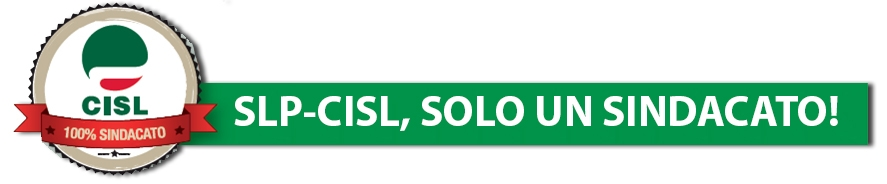 CISL
100% SINDACATO
SLP-CISL, SOLO UN SINDACATO!